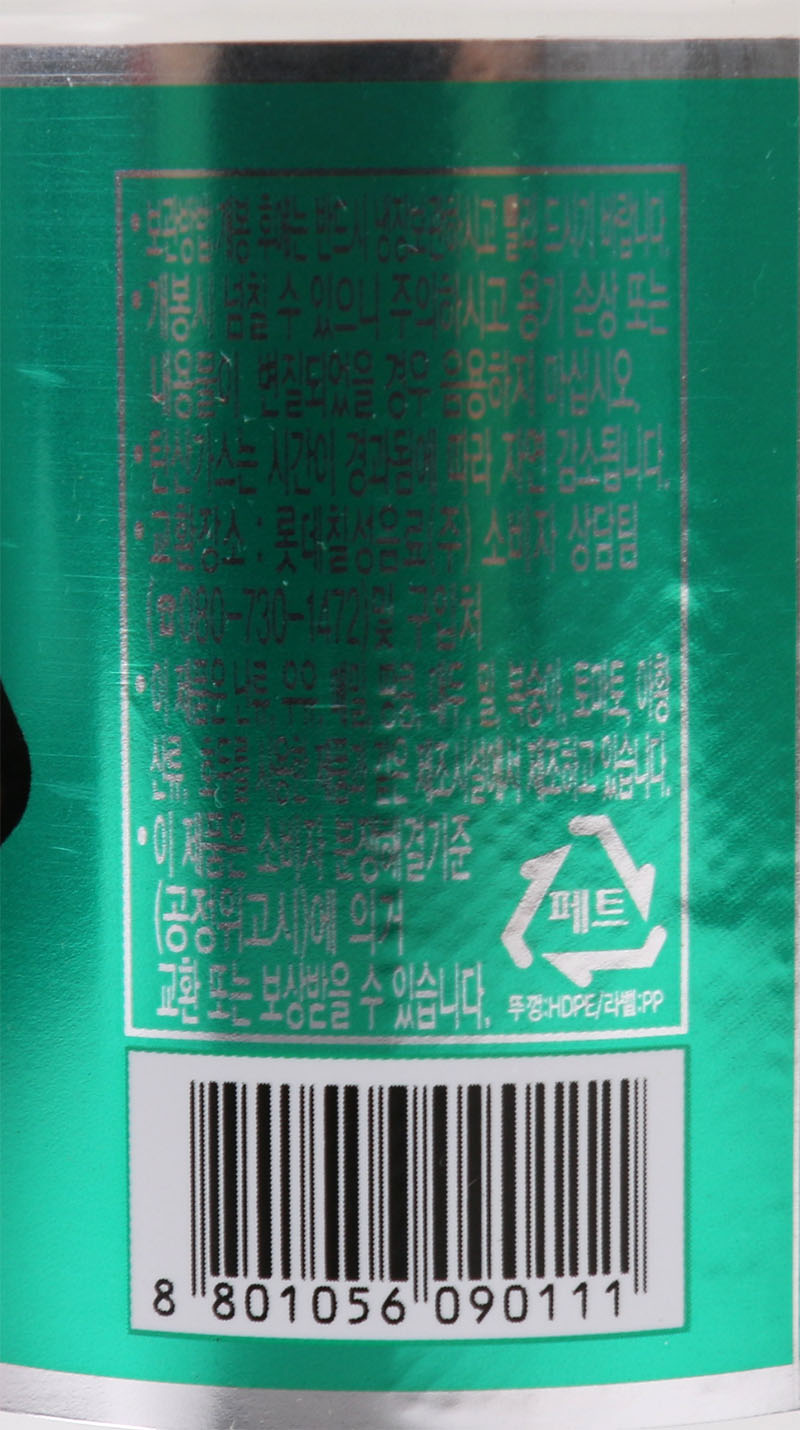 • 보관방법:개봉 후에는 반드시 냉장보관하시고 빨리 드시기 바랍니다.
• 개봉시 넘칠 수 있으니 주의하시고 용기 손상 또는
내용물이 변질되었을 경우 음용하지 마십시오.
• 탄산가스는 시간이 경과됨에 따라 자연 감소됩니다.
• 교환장소 : 롯데칠성음료(주) 소비자 상담팀
(☎080-730-1472)및 구입처
• 이 제품은 난류, 우유, 메밀, 땅콩, 대두, 밀, 복숭아, 토마토, 아황
산류, 사용한 제품과 같은 제조시설에서 제조하고 있습니다.
• 이 제품은 소비자 분쟁해결기준
(공정위고시)에 의거
교환 또는 보상받을 수 있습니다.
페트
뚜껑:HDPE/라벨:PP
8 801056 090111